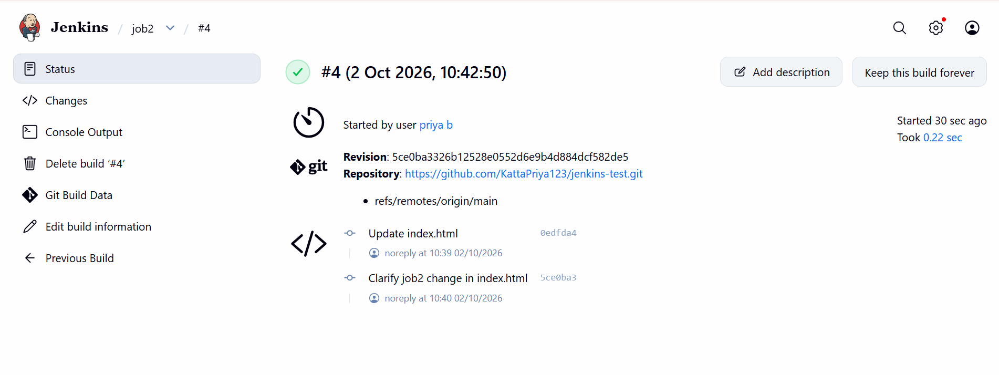 Jenkins / job2 / #4
Status
Changes
Console Output
Delete build ‘#4’
Git Build Data
Edit build information
Previous Build
#4 (2 Oct 2026, 10:42:50)
Add description
Keep this build forever
Started by user priya b
Started 30 sec ago
Took 0.22 sec
git
Revision: 5ce0ba3326b12528e0552d6e9b4d884dcf582de5
Repository: https://github.com/KattaPriya123/jenkins-test.git
• refs/remotes/origin/main
Update index.html 0edfda4
noreply at 10:39 02/10/2026
Clarify job2 change in index.html 5ce0ba3
noreply at 10:40 02/10/2026